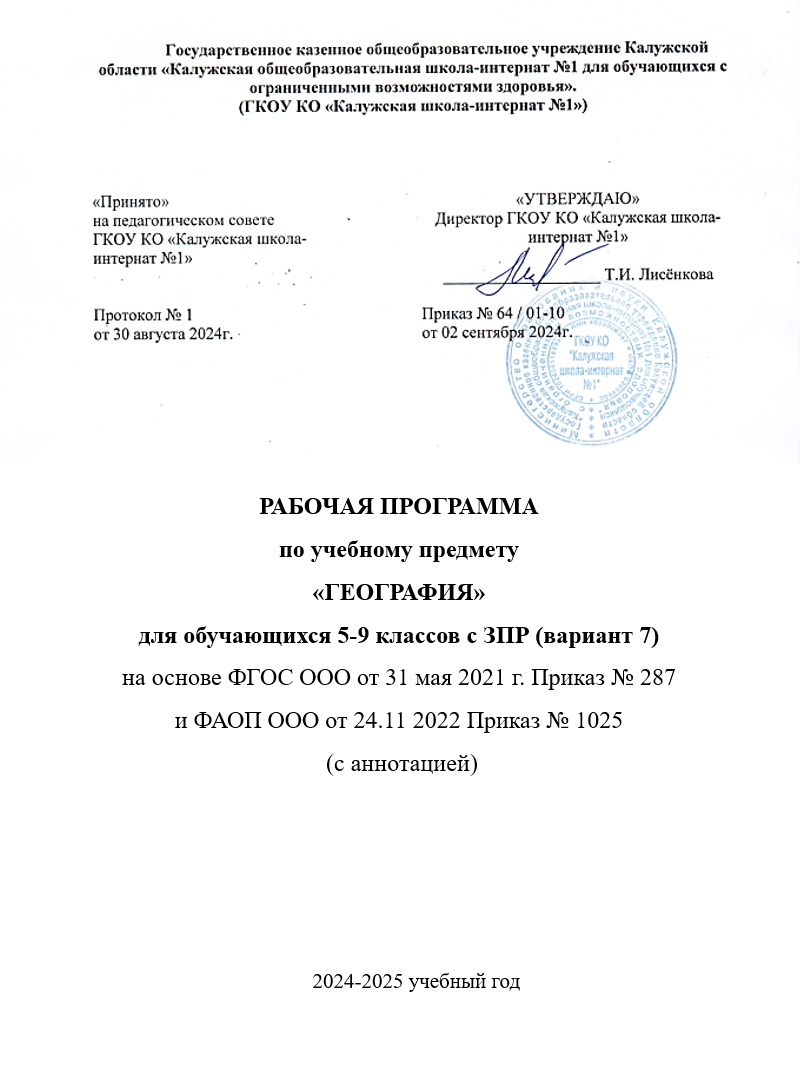 Государственное казенное общеобразовательное учреждение Калужской
области «Калужская общеобразовательная школа-интернат №1 для обучающихся с
ограниченными возможностями здоровья».
(ГКОУ КО «Калужская школа-интернат №1»)
«Принято»
на педагогическом совете
ГКОУ КО «Калужская школа-
интернат №1»
Протокол № 1
от 30 августа 2024г.
«УТВЕРЖДАЮ»
Директор ГКОУ КО «Калужская школа-
интернат №1»
Т.И. Лисёнкова
Приказ № 64 / 01-10
от 02 сентября 2024г.
ГКОУ КО
"Калужская
школа-интернат
№1"
РАБОЧАЯ ПРОГРАММА
по учебному предмету
«ГЕОГРАФИЯ»
для обучающихся 5-9 классов с ЗПР (вариант 7)
на основе ФГОС ООО от 31 мая 2021 г. Приказ № 287
и ФАОП ООО от 24.11 2022 Приказ № 1025
(с аннотацией)
2024-2025 учебный год